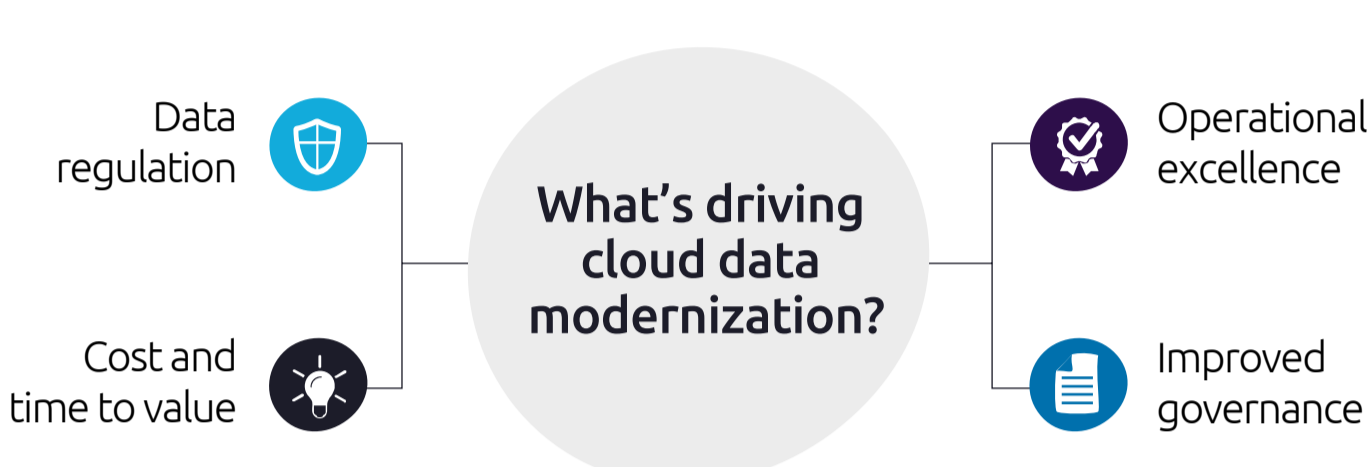 Data
regulation
Cost and
time to value
What’s driving
cloud data
modernization?
Operational
excellence
Improved
governance